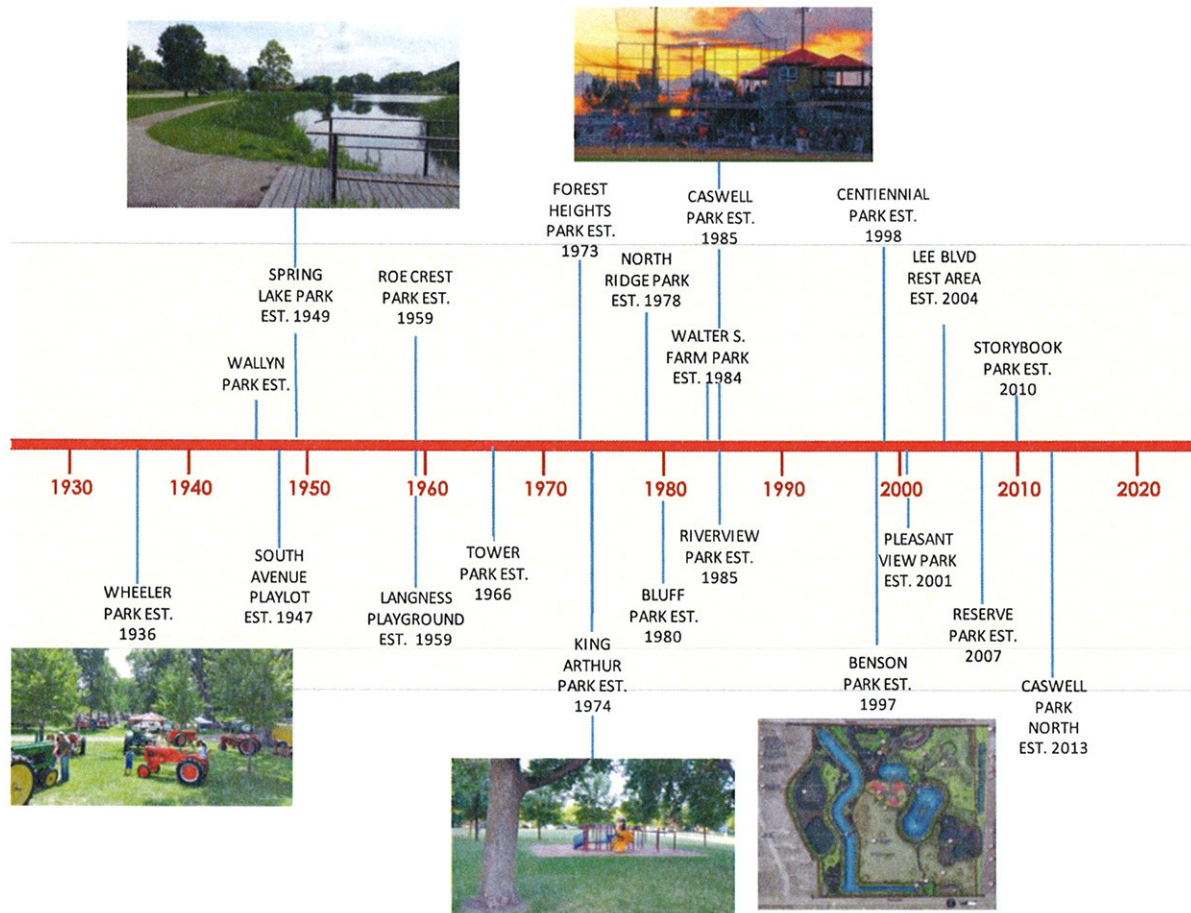 FOREST
HEIGHTS
PARK EST.
1973
CASWELL
PARK EST.
1985
CENTIENNIAL
PARK EST.
1998
SPRING
LAKE PARK
EST. 1949
ROE CREST
PARK EST.
1959
NORTH
RIDGE PARK
EST. 1978
LEE BLVD
REST AREA
EST. 2004
WALLYN
PARK EST.
WALTER S.
FARM PARK
EST. 1984
STORYBOOK
PARK EST.
2010
1930
1940
1950
1960
1970
1980
1990
2000
2010
2020
WHEELER
PARK EST.
1936
SOUTH
AVENUE
PLAYLOT
EST. 1947
LANGNESS
PLAYGROUND
EST. 1959
TOWER
PARK EST.
1966
KING
ARTHUR
PARK EST.
1974
BLUFF
PARK EST.
1980
RIVERVIEW
PARK EST.
1985
BENSON
PARK EST.
1997
PLEASANT
VIEW PARK
EST. 2001
RESERVE
PARK EST.
2007
CASWELL
PARK
NORTH
EST. 2013